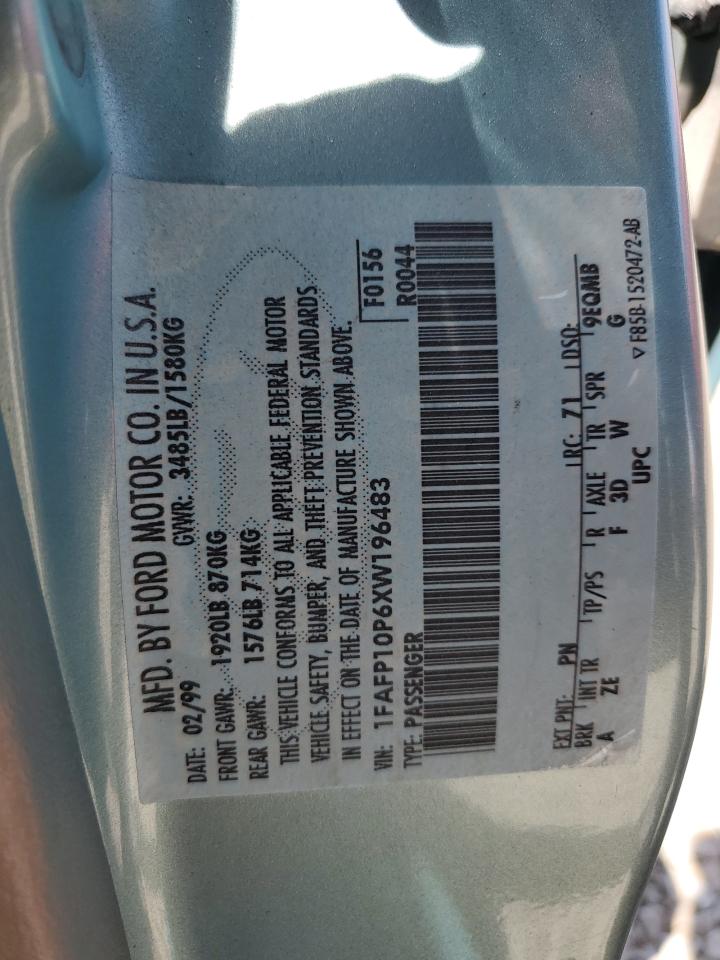 MFD. BY FORD MOTOR CO. IN U.S.A.
DATE: 02/99 GVWR: 3485LB/1580KG
FRONT GAWR: 1920LB 870KG
REAR GAWR: 1576LB 714KG
THIS VEHICLE CONFORMS TO ALL APPLICABLE FEDERAL MOTOR
VEHICLE SAFETY, BUMPER, AND THEFT PREVENTION STANDARDS
IN EFFECT ON THE DATE OF MANUFACTURE SHOWN ABOVE.
VIN: 1FAFP10P6XW196483 F0156
TYPE: PASSENGER R0044
EXT PNT: PN RC: 71 DSO:
BRK INT TR TP/PS R AXLE TR SPR 9EQMB
A ZE F 3D W G
UPC ▽F85B-1520472-AB